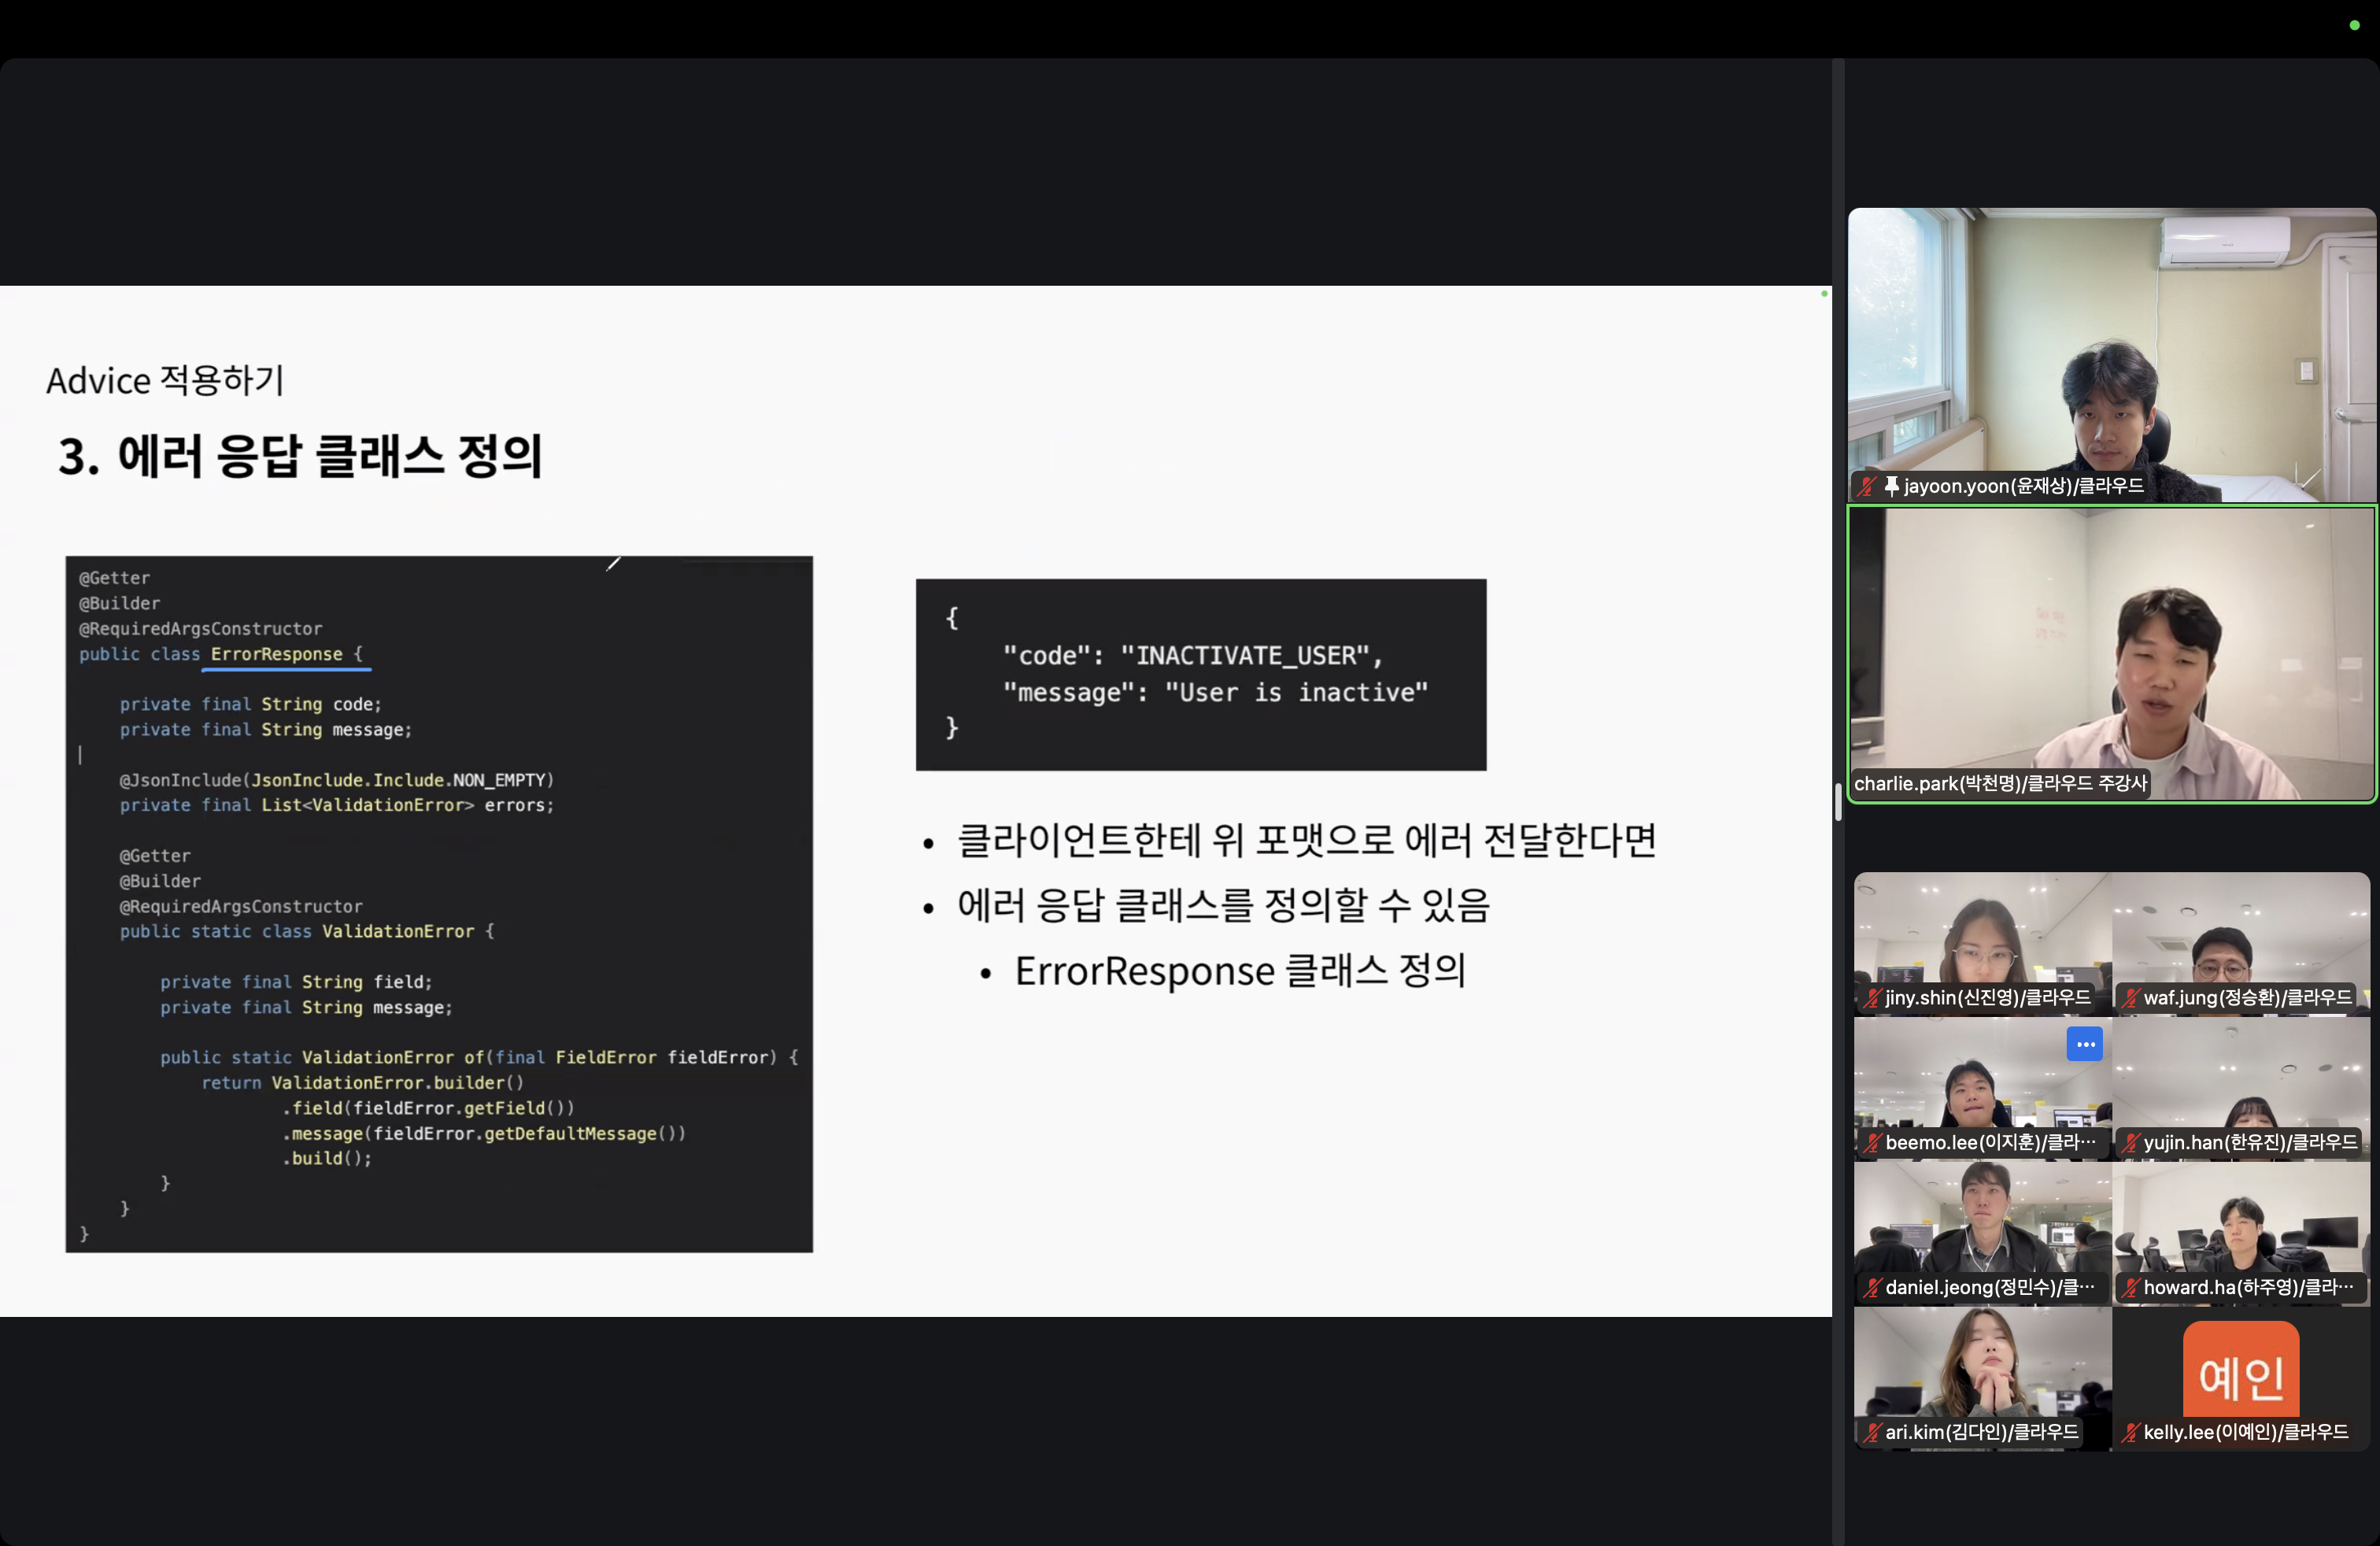 Advice 적용하기
3. 에러 응답 클래스 정의
@Getter
@Builder
@RequiredArgsConstructor
public class ErrorResponse {
private final String code;
private final String message;
@JsonInclude(JsonInclude.Include.NON_EMPTY)
private final List<ValidationError> errors;
@Getter
@Builder
@RequiredArgsConstructor
public static class ValidationError {
private final String field;
private final String message;
public static ValidationError of(final FieldError fieldError) {
return ValidationError.builder()
.field(fieldError.getField())
.message(fieldError.getDefaultMessage())
.build();
}
}
}
{
"code": "INACTIVATE_USER",
"message": "User is inactive"
}
• 클라이언트한테 위 포맷으로 에러 전달한다면
• 에러 응답 클래스를 정의할 수 있음
• ErrorResponse 클래스 정의
jayoon.yoon(윤재상)/클라우드
charlie.park(박천명)/클라우드 주강사
jiny.shin(신진영)/클라우드
waf.jung(정승환)/클라우드
beemo.lee(이지훈)/클라…
yujin.han(한유진)/클라우드
daniel.jeong(정민수)/클…
howard.ha(하주영)/클라…
예인
ari.kim(김다인)/클라우드
kelly.lee(이예인)/클라우드